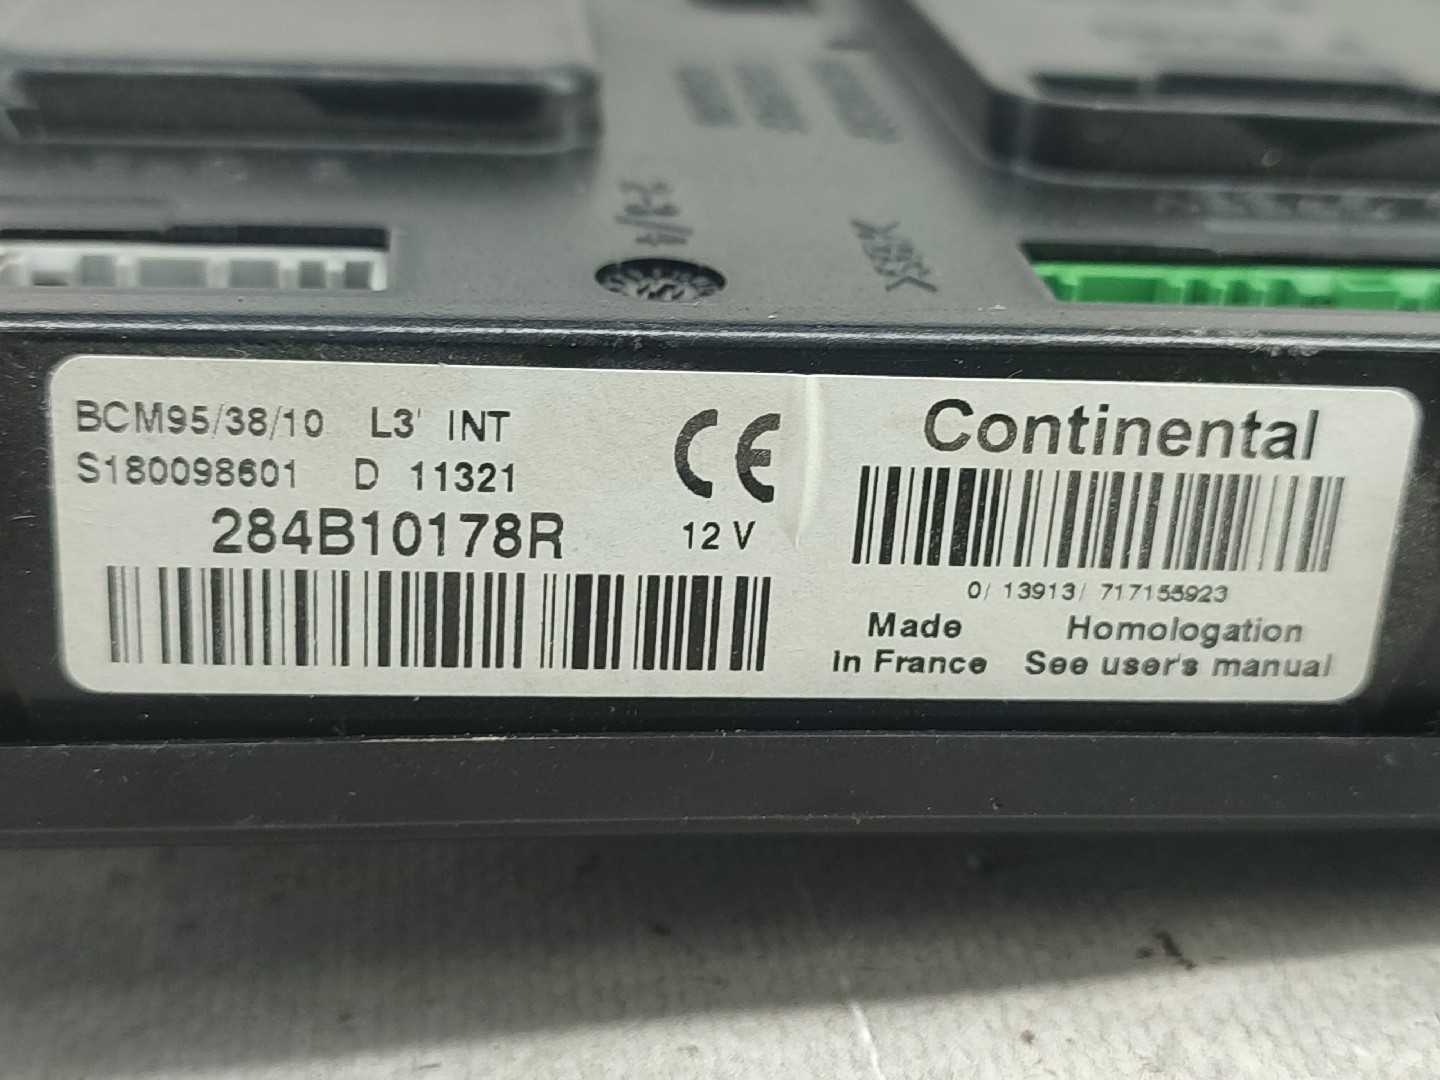 BCM95/38/10 L3' INT
S180098601 D 11321
284B10178R
CE
12 V
Continental
0/ 13913/ 717155923
Made
in France
Homologation
See user's manual